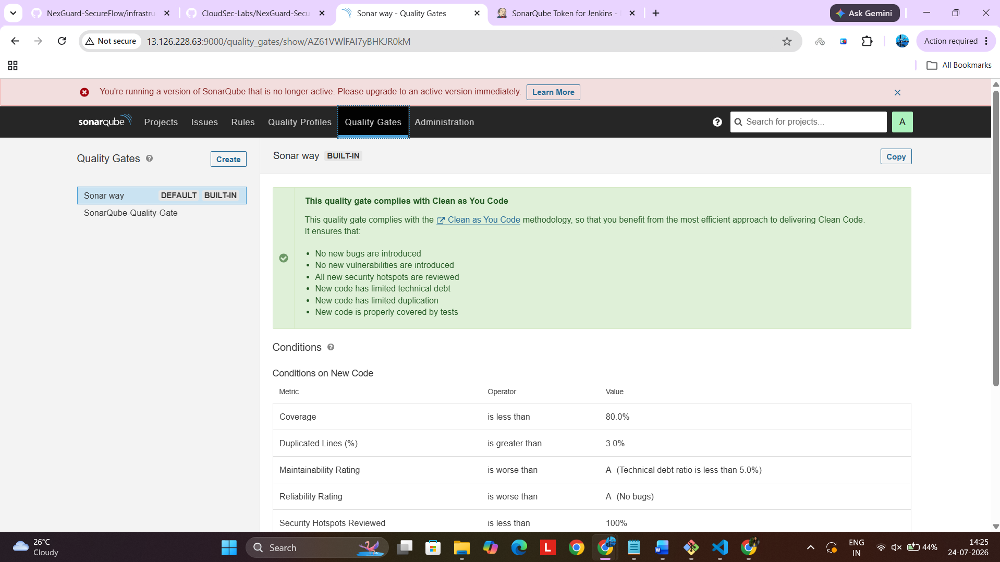 NexGuard-SecureFlow/infrastru
CloudSec-Labs/NexGuard-Secu
Sonar way - Quality Gates
SonarQube Token for Jenkins -
Ask Gemini
Not secure
13.126.228.63:9000/quality_gates/show/AZ61VWlFAI7yBHKJR0kM
Action required
All Bookmarks
You're running a version of SonarQube that is no longer active. Please upgrade to an active version immediately.
Learn More
sonarqube
Projects
Issues
Rules
Quality Profiles
Quality Gates
Administration
Search for projects...
A
Quality Gates
Create
Sonar way BUILT-IN
Copy
Sonar way DEFAULT BUILT-IN
SonarQube-Quality-Gate
This quality gate complies with Clean as You Code
This quality gate complies with the Clean as You Code methodology, so that you benefit from the most efficient approach to delivering Clean Code.
It ensures that:
No new bugs are introduced
No new vulnerabilities are introduced
All new security hotspots are reviewed
New code has limited technical debt
New code has limited duplication
New code is properly covered by tests
Conditions
Conditions on New Code
Metric Operator Value
Coverage is less than 80.0%
Duplicated Lines (%) is greater than 3.0%
Maintainability Rating is worse than A (Technical debt ratio is less than 5.0%)
Reliability Rating is worse than A (No bugs)
Security Hotspots Reviewed is less than 100%
26°C
Cloudy
Search
L
ENG
IN
44%
14:25
24-07-2026